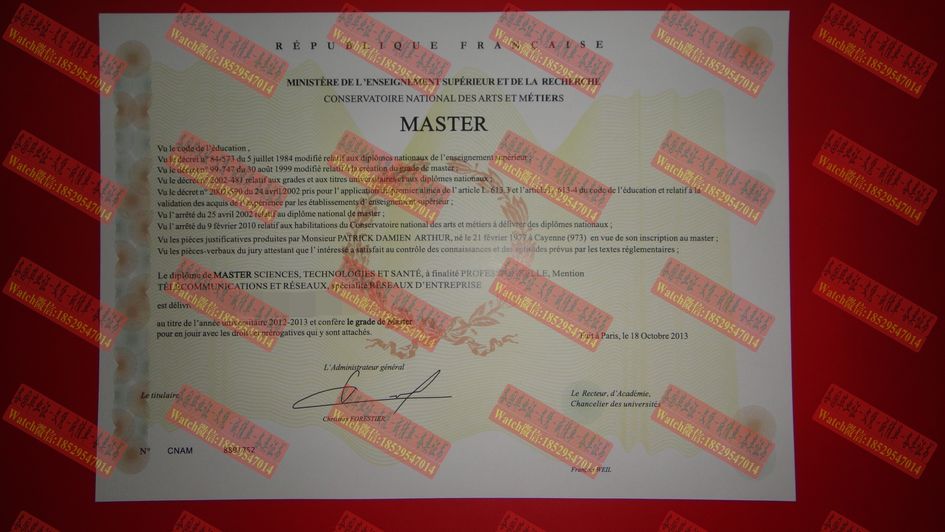 RÉPUBLIQUE FRANÇAISE
MINISTÈRE DE L'ENSEIGNEMENT SUPÉRIEUR ET DE LA RECHERCHE
CONSERVATOIRE NATIONAL DES ARTS ET MÉTIERS
MASTER
Vu le code de l'éducation ,
Vu le décret n° 84-573 du 5 juillet 1984 modifié relatif aux diplômes nationaux de l'enseignement supérieur ;
Vu le décret n° 99-747 du 30 août 1999 modifié relatif à la création du grade de master ;
Vu le décret n° 2002-481 relatif aux grades et aux titres universitaires et aux diplômes nationaux ;
Vu le décret n° 2002-590 du 24 avril 2002 pris pour l' application du premier alinéa de l'article L. 613-3 et l'article L. 613-4 du code de l'éducation et relatif à la
validation des acquis de l'expérience par les établissements d' enseignement supérieur ;
Vu l' arrêté du 25 avril 2002 relatif au diplôme national de master ;
Vu l' arrêté du 9 février 2010 relatif aux habilitations du Conservatoire national des arts et métiers à délivrer des diplômes nationaux ;
Vu les pièces justificatives produites par Monsieur PATRICK DAMIEN ARTHUR, né le 21 février 1977 à Cayenne (973) en vue de son inscription au master ;
Vu les pièces-verbaux du jury attestant que l' intéressé a satisfait au contrôle des connaissances et des aptitudes prévus par les textes réglementaires ;
Le diplôme de MASTER SCIENCES, TECHNOLOGIES ET SANTÉ, à finalité PROFESSIONNELLE, Mention
TÉLÉCOMMUNICATIONS ET RÉSEAUX, spécialité RÉSEAUX D'ENTREPRISE
est délivré
au titre de l'année universitaire 2012-2013 et confère le grade de Master
pour en jouir avec les droits et prérogatives qui y sont attachés.
Fait à Paris, le 18 Octobre 2013
L'Administrateur général
Le titulaire
Le Recteur, d'Académie,
Chancelier des universités
Christian FORESTIER
N° CNAM
François WEIL
Watch微信:18529547014